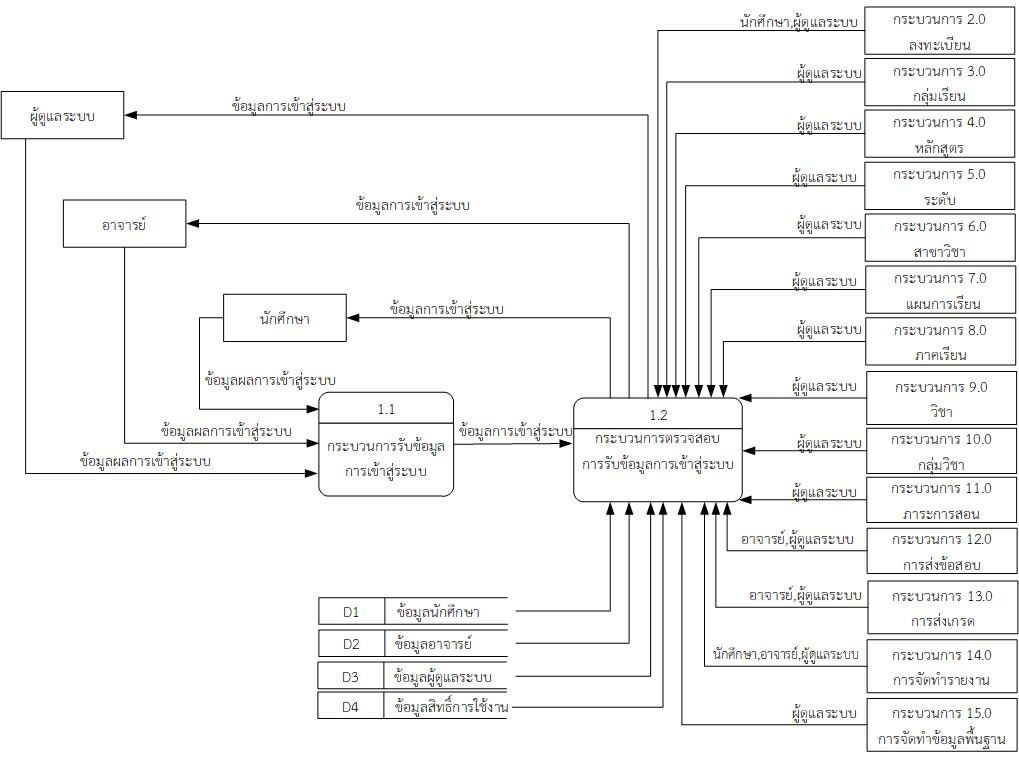 นักศึกษา,ผู้ดูแลระบบ
กระบวนการ 2.0
ลงทะเบียน
ผู้ดูแลระบบ
กระบวนการ 3.0
กลุ่มเรียน
ผู้ดูแลระบบ
ข้อมูลการเข้าสู่ระบบ
ผู้ดูแลระบบ
กระบวนการ 4.0
หลักสูตร
ผู้ดูแลระบบ
กระบวนการ 5.0
ระดับ
อาจารย์
ข้อมูลการเข้าสู่ระบบ
ผู้ดูแลระบบ
กระบวนการ 6.0
สาขาวิชา
ผู้ดูแลระบบ
กระบวนการ 7.0
แผนการเรียน
นักศึกษา
ข้อมูลการเข้าสู่ระบบ
ผู้ดูแลระบบ
กระบวนการ 8.0
ภาคเรียน
ข้อมูลผลการเข้าสู่ระบบ
ผู้ดูแลระบบ
กระบวนการ 9.0
วิชา
1.1
กระบวนการรับข้อมูล
การเข้าสู่ระบบ
ข้อมูลผลการเข้าสู่ระบบ
ข้อมูลการเข้าสู่ระบบ
1.2
กระบวนการตรวจสอบ
การรับข้อมูลการเข้าสู่ระบบ
ผู้ดูแลระบบ
กระบวนการ 10.0
กลุ่มวิชา
ข้อมูลผลการเข้าสู่ระบบ
ผู้ดูแลระบบ
กระบวนการ 11.0
ภาระการสอน
อาจารย์,ผู้ดูแลระบบ
กระบวนการ 12.0
การส่งข้อสอบ
อาจารย์,ผู้ดูแลระบบ
กระบวนการ 13.0
การส่งเกรด
D1 ข้อมูลนักศึกษา
D2 ข้อมูลอาจารย์
D3 ข้อมูลผู้ดูแลระบบ
D4 ข้อมูลสิทธิ์การใช้งาน
นักศึกษา,อาจารย์,ผู้ดูแลระบบ
กระบวนการ 14.0
การจัดทำรายงาน
ผู้ดูแลระบบ
กระบวนการ 15.0
การจัดทำข้อมูลพื้นฐาน